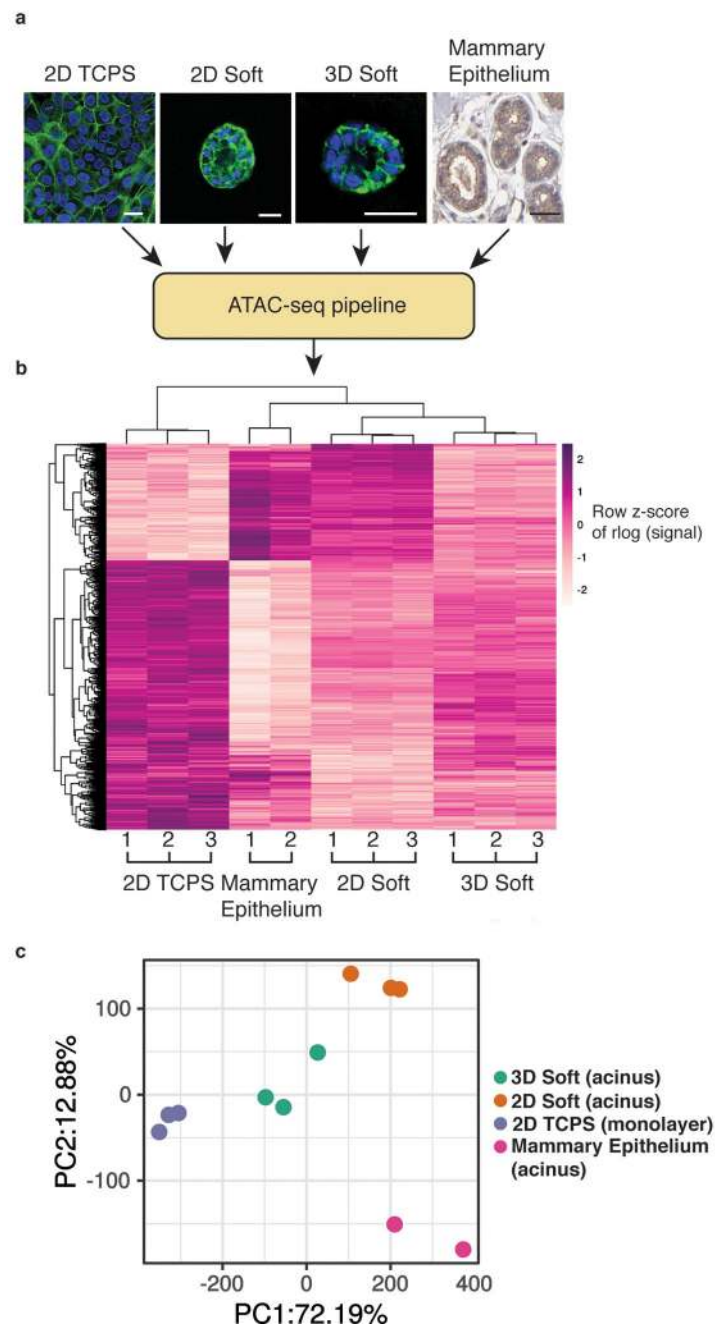 a
2D TCPS
2D Soft
3D Soft
Mammary
Epithelium
ATAC-seq pipeline
b
2
1
0
-1
-2
Row z-score
of rlog (signal)
1 2 3 1 2 1 2 3 1 2 3
2D TCPS Mammary 2D Soft 3D Soft
Epithelium
c
PC2:12.88%
100
0
-100
-200 0 200 400
PC1:72.19%
3D Soft (acinus)
2D Soft (acinus)
2D TCPS (monolayer)
Mammary Epithelium
(acinus)